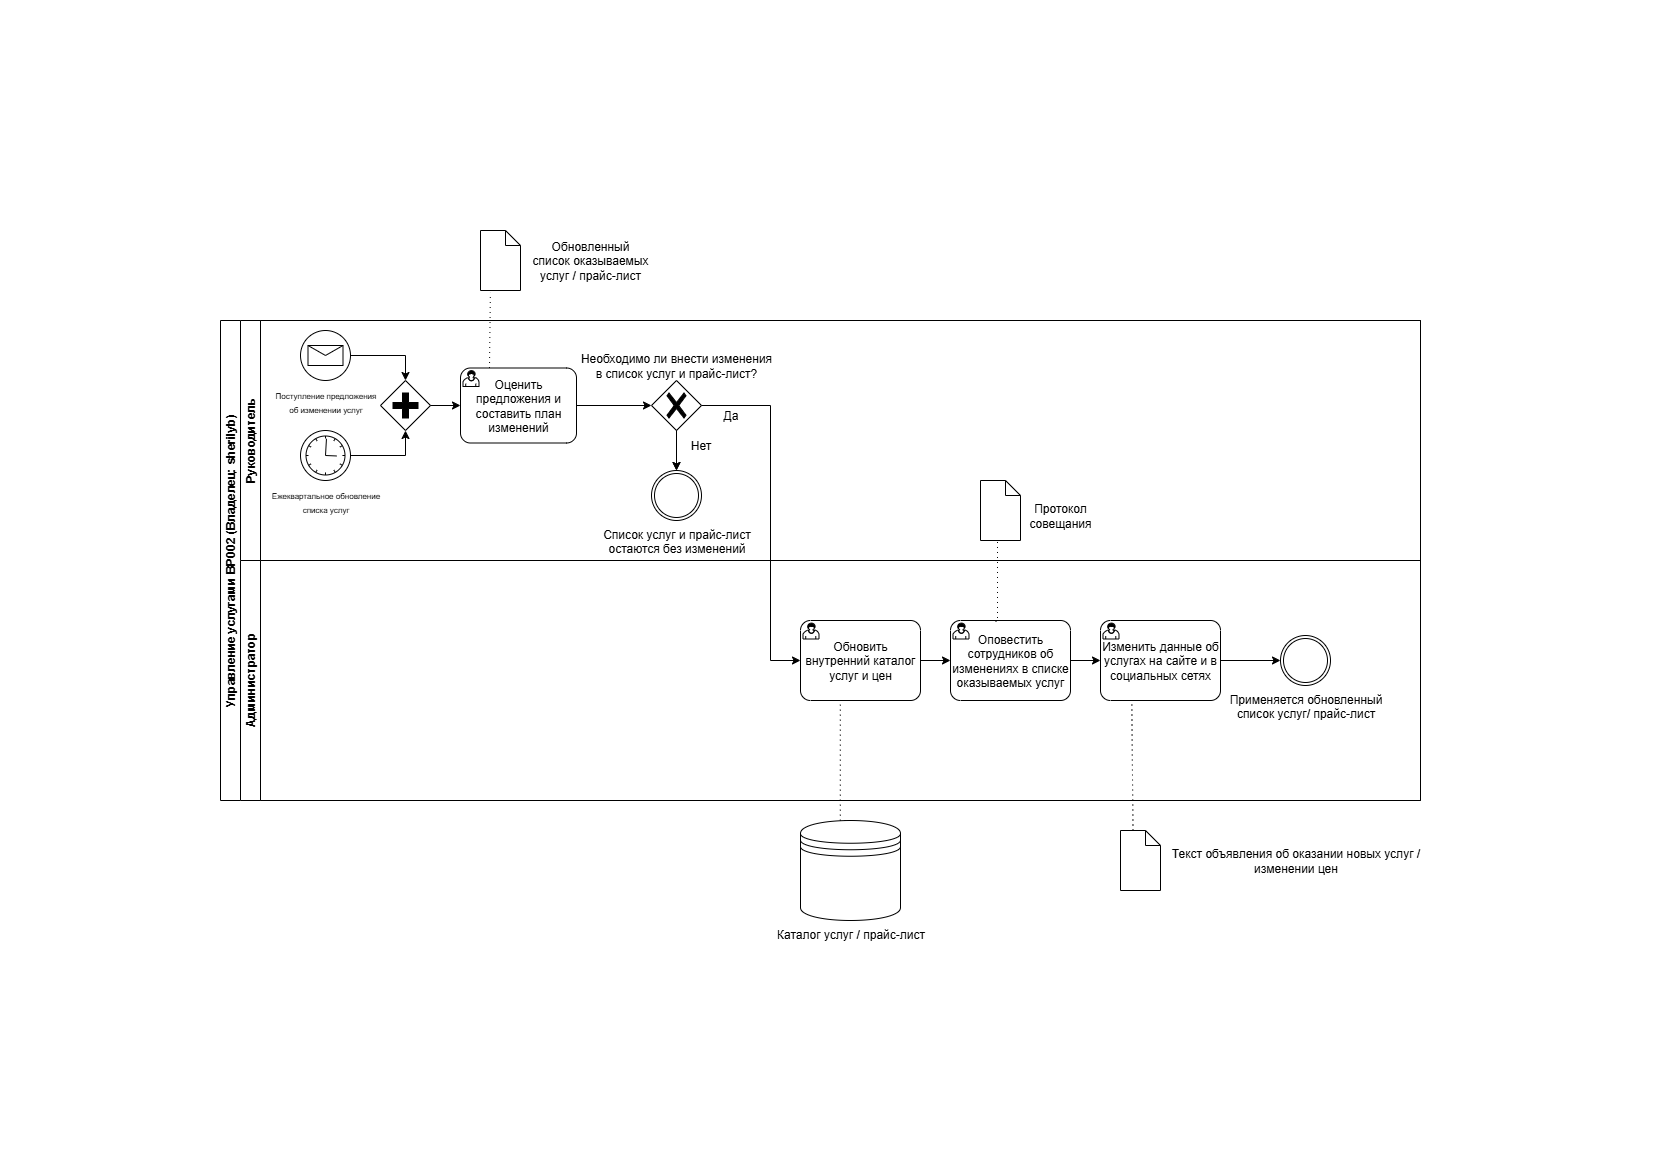 Обновленный
список оказываемых
услуг / прайс-лист
Управление услугами BP002 (Владелец: sherilyb)
Руководитель
Поступление предложения
об изменении услуг
Ежеквартальное обновление
списка услуг
Оценить
предложения и
составить план
изменений
Необходимо ли внести изменения
в список услуг и прайс-лист?
Да
Нет
Список услуг и прайс-лист
остаются без изменений
Протокол
совещания
Администратор
Обновить
внутренний каталог
услуг и цен
Оповестить
сотрудников об
изменениях в списке
оказываемых услуг
Изменить данные об
услугах на сайте и в
социальных сетях
Применяется обновленный
список услуг/ прайс-лист
Каталог услуг / прайс-лист
Текст объявления об оказании новых услуг /
изменении цен